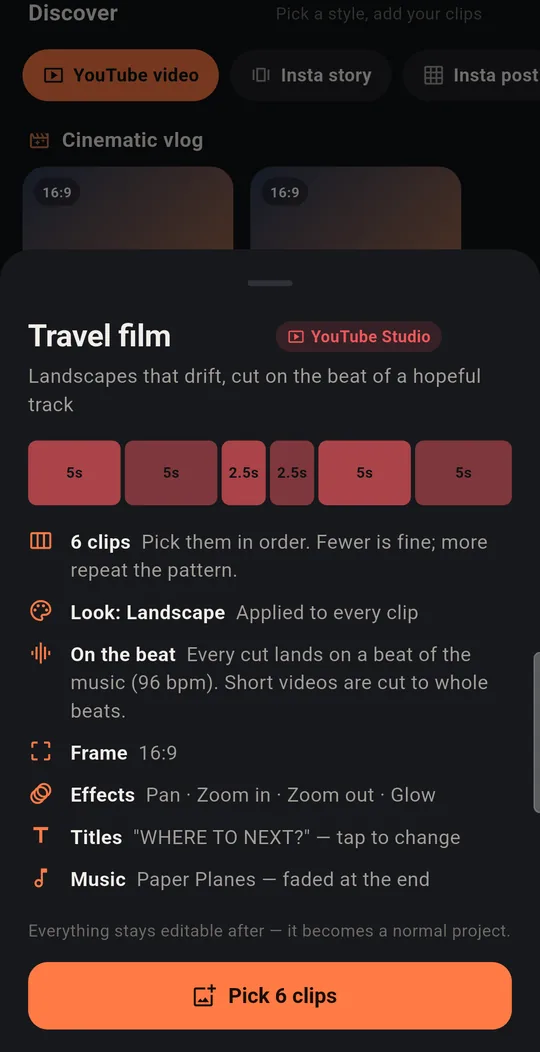 Discover
Pick a style, add your clips
YouTube video
Insta story
Insta post
Cinematic vlog
16:9
16:9
Travel film
YouTube Studio
Landscapes that drift, cut on the beat of a hopeful
track
5s
5s
2.5s
2.5s
5s
5s
6 clips Pick them in order. Fewer is fine; more
repeat the pattern.
Look: Landscape Applied to every clip
On the beat Every cut lands on a beat of the
music (96 bpm). Short videos are cut to whole
beats.
Frame 16:9
Effects Pan · Zoom in · Zoom out · Glow
Titles "WHERE TO NEXT?" — tap to change
Music Paper Planes — faded at the end
Everything stays editable after — it becomes a normal project.
Pick 6 clips